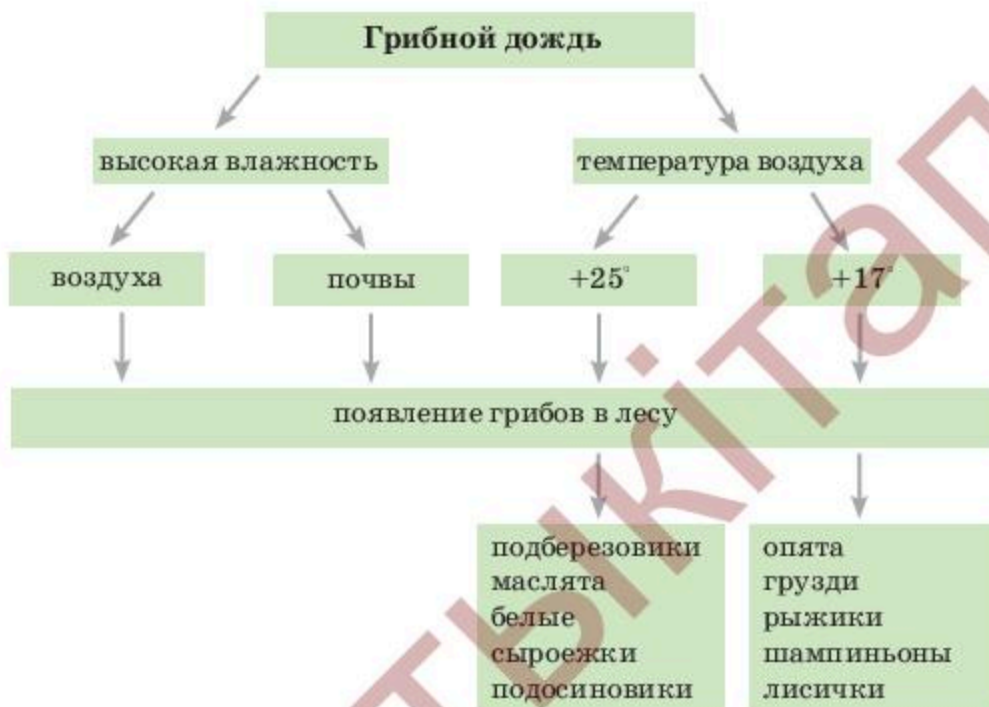 Грибной дождь
высокая влажность
температура воздуха
воздуха
почвы
+25°
+17°
появление грибов в лесу
подберезовики
маслята
белые
сыроежки
подосиновики
опята
грузди
рыжики
шампиньоны
лисички